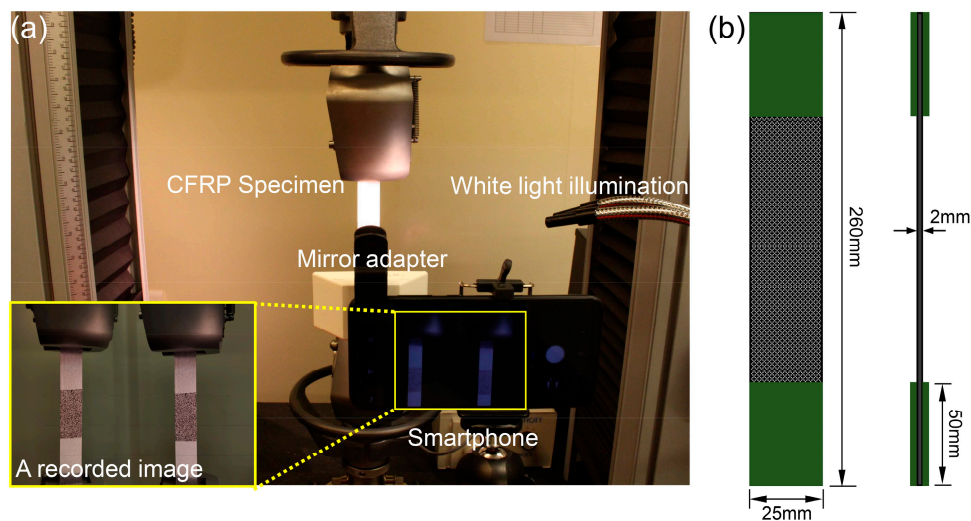 (a)
CFRP Specimen
White light illumination
Mirror adapter
Smartphone
A recorded image
(b)
260mm
2mm
50mm
25mm